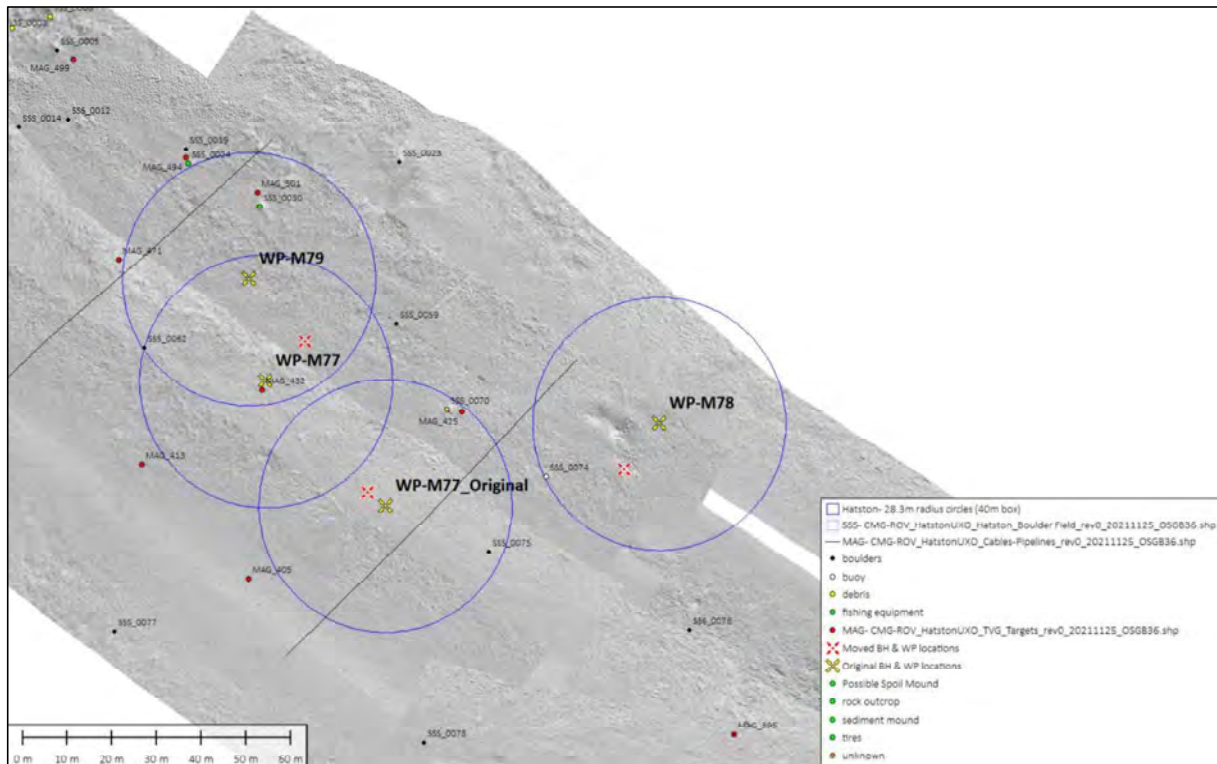 SSS_0005
MAG_499
SSS_0012
SSS_0014
SSS_0039
SSS_0024
MAG_494
SSS_0023
MAG_501
SSS_0030
MAG_471
WP-M79
SSS_0059
SSS_0062
WP-M77
MAG_432
SSS_0070
MAG_425
WP-M78
MAG_413
SSS_0074
WP-M77_Original
SSS_0075
MAG_405
SSS_0077
SSS_0076
Hatston- 28.3m radius circles (40m box)
SSS- CMG-ROV_HatstonUXO_Hatston_Boulder Field_rev0_20211125_OSGB36.shp
MAG- CMG-ROV_HatstonUXO_Cables-Pipelines_rev0_20211125_OSGB36.shp
boulders
buoy
debris
fishing equipment
MAG- CMG-ROV_HatstonUXO_TVG_Targets_rev0_20211125_OSGB36.shp
Moved BH & WP locations
Original BH & WP locations
Possible Spoil Mound
rock outcrop
sediment mound
tires
unknown
0 m 10 m 20 m 30 m 40 m 50 m 60 m